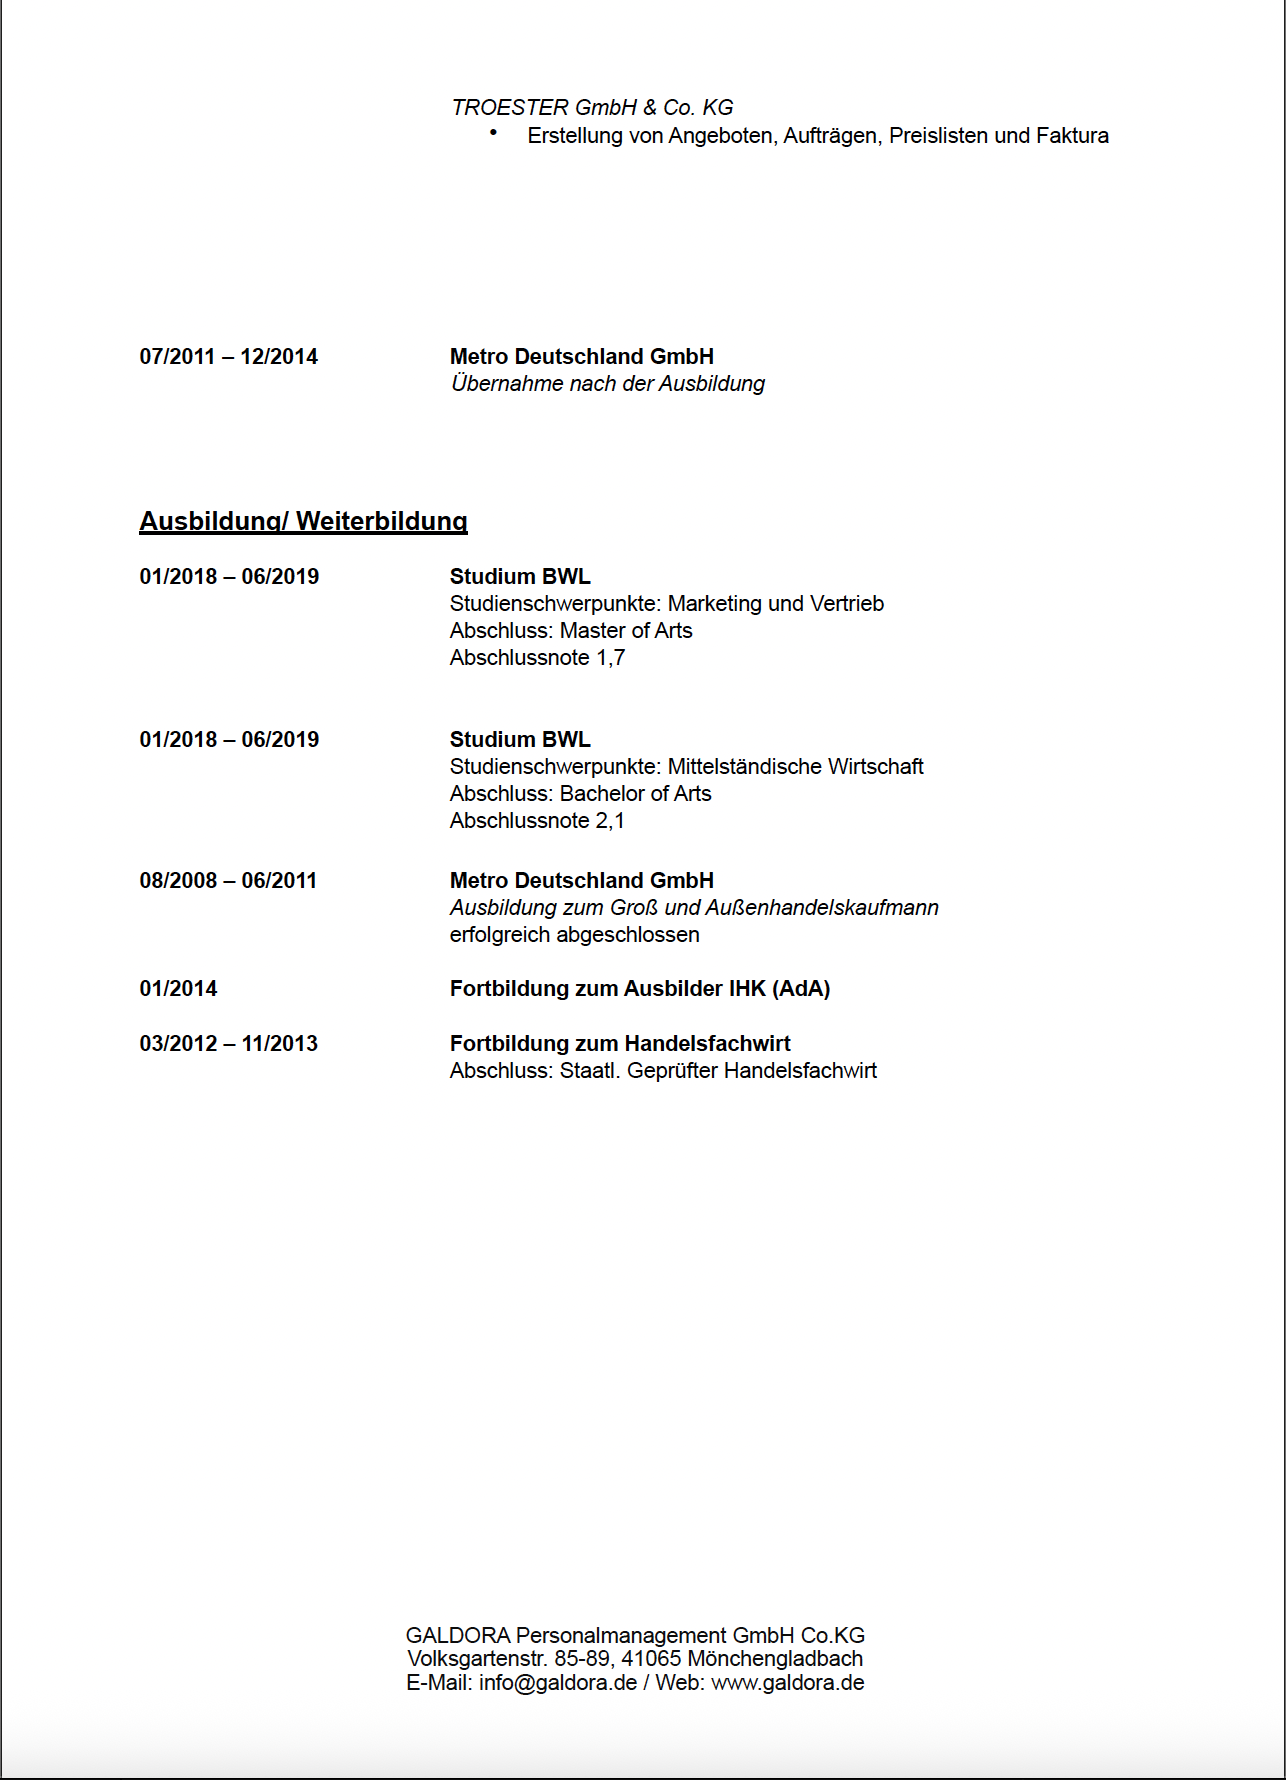 TROESTER GmbH & Co. KG
• Erstellung von Angeboten, Aufträgen, Preislisten und Faktura
07/2011 – 12/2014 Metro Deutschland GmbH
Übernahme nach der Ausbildung
Ausbildung/ Weiterbildung
01/2018 – 06/2019 Studium BWL
Studienschwerpunkte: Marketing und Vertrieb
Abschluss: Master of Arts
Abschlussnote 1,7
01/2018 – 06/2019 Studium BWL
Studienschwerpunkte: Mittelständische Wirtschaft
Abschluss: Bachelor of Arts
Abschlussnote 2,1
08/2008 – 06/2011 Metro Deutschland GmbH
Ausbildung zum Groß und Außenhandelskaufmann
erfolgreich abgeschlossen
01/2014 Fortbildung zum Ausbilder IHK (AdA)
03/2012 – 11/2013 Fortbildung zum Handelsfachwirt
Abschluss: Staatl. Geprüfter Handelsfachwirt
GALDORA Personalmanagement GmbH Co.KG
Volksgartenstr. 85-89, 41065 Mönchengladbach
E-Mail: info@galdora.de / Web: www.galdora.de